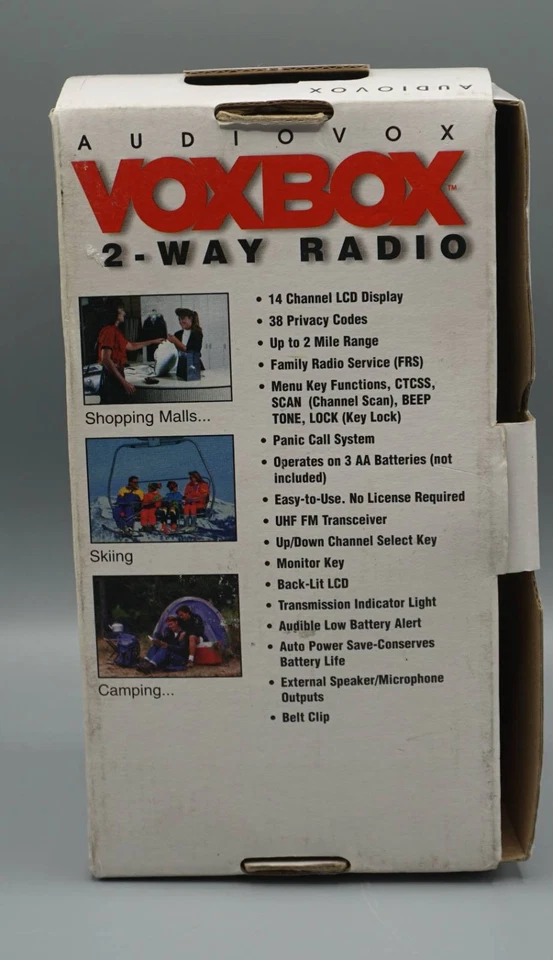 AUDIOVOX
AUDIOVOX
VOXBOX™
2-WAY RADIO
• 14 Channel LCD Display
• 38 Privacy Codes
• Up to 2 Mile Range
• Family Radio Service (FRS)
• Menu Key Functions, CTCSS,
SCAN (Channel Scan), BEEP
TONE, LOCK (Key Lock)
• Panic Call System
• Operates on 3 AA Batteries (not
included)
• Easy-to-Use. No License Required
• UHF FM Transceiver
• Up/Down Channel Select Key
• Monitor Key
• Back-Lit LCD
• Transmission Indicator Light
• Audible Low Battery Alert
• Auto Power Save-Conserves
Battery Life
• External Speaker/Microphone
Outputs
• Belt Clip
Shopping Malls...
Skiing
Camping...